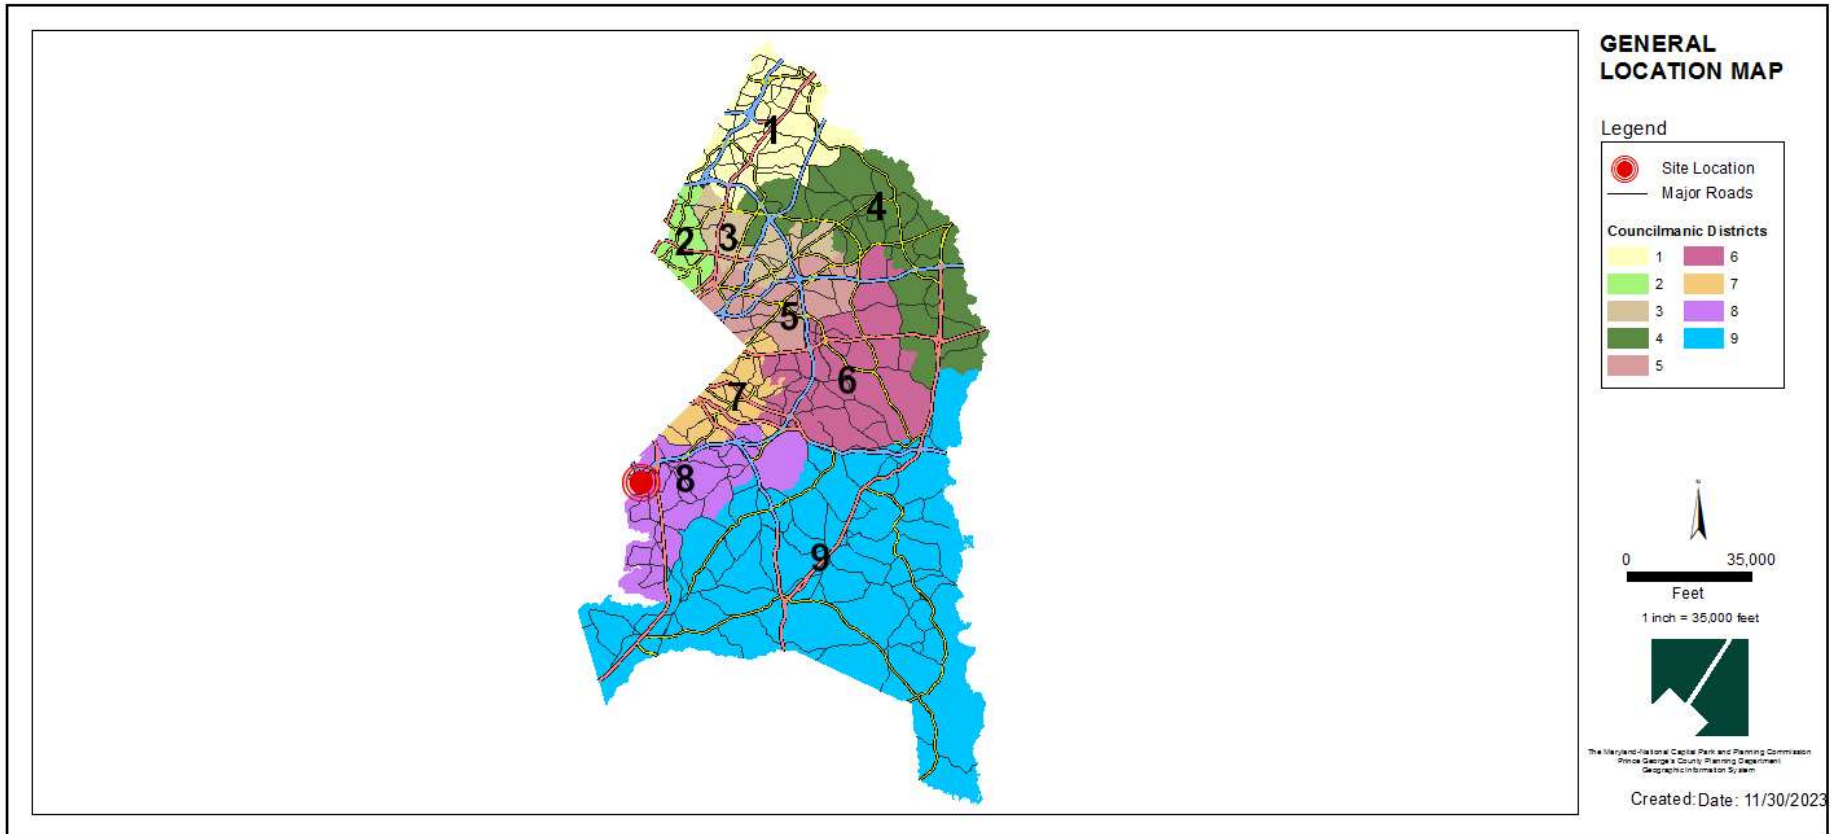 GENERAL
LOCATION MAP
Legend
Site Location
Major Roads
Councilmanic Districts
1 6
2 7
3 8
4 9
5
1
2
3
4
5
6
7
8
9
N
0 35,000
Feet
1 inch = 35,000 feet
The Maryland-National Capital Park and Planning Commission
Prince George's County Planning Department
Geographic Information System
Created: Date: 11/30/2023